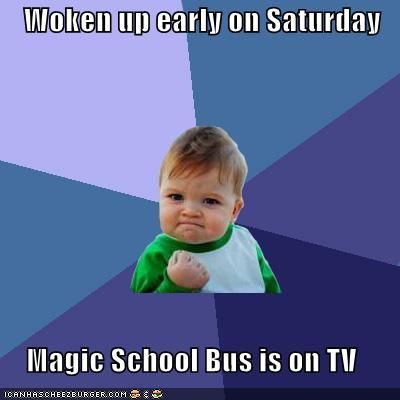 Woken up early on Saturday
Magic School Bus is on TV
ICANHASCHEEZBURGER.COM